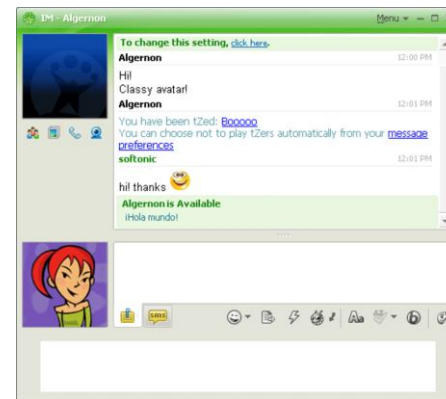 IM - Algernon
Menu
To change this setting, click here.
Algernon 12:00 PM
Hi!
Classy avatar!
Algernon 12:01 PM
You have been tZed: Booooo
You can choose not to play tZers automatically from your message
preferences
softonic 12:01 PM
hi! thanks
Algernon is Available
¡Hola mundo!
SMS
Aa